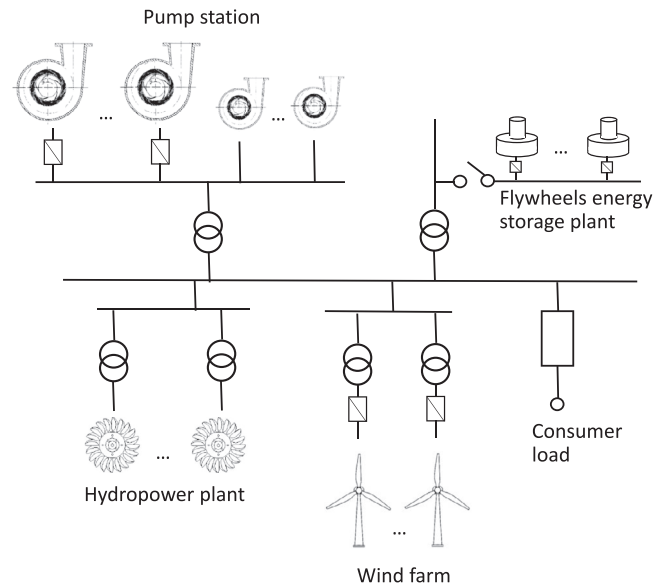 Pump station
... ...
...
Flywheels energy
storage plant
Consumer
load
...
Hydropower plant
...
Wind farm